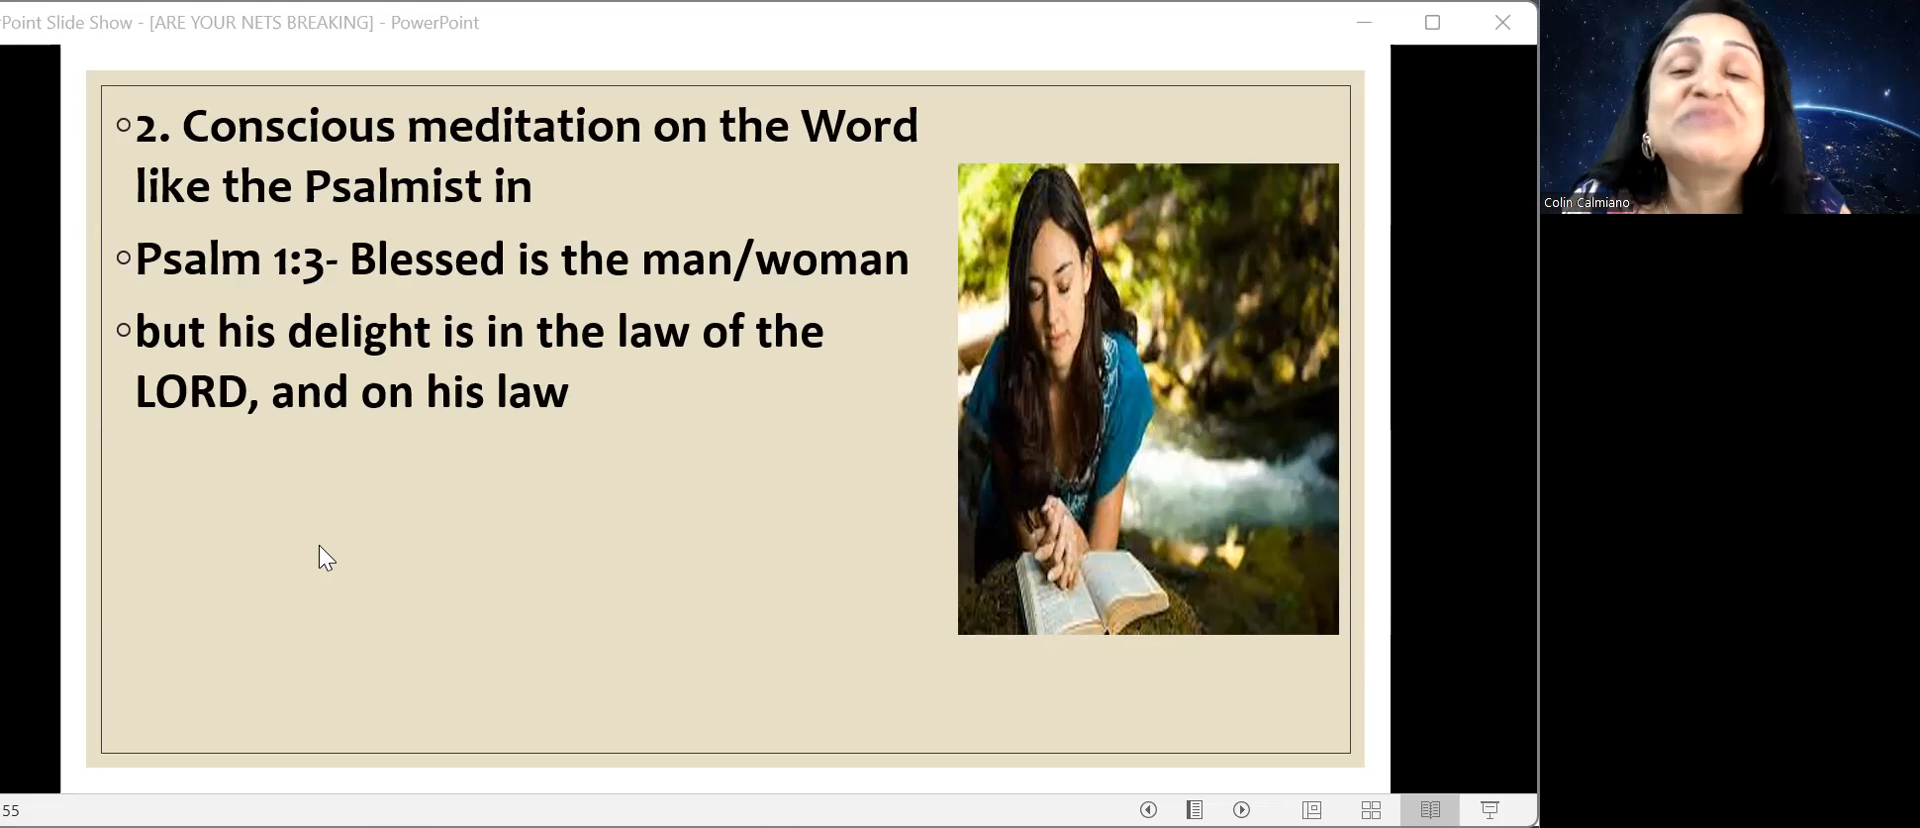 Point Slide Show - [ARE YOUR NETS BREAKING] - PowerPoint
2. Conscious meditation on the Word
like the Psalmist in
Psalm 1:3- Blessed is the man/woman
but his delight is in the law of the
LORD, and on his law
Colin Calmiano
55